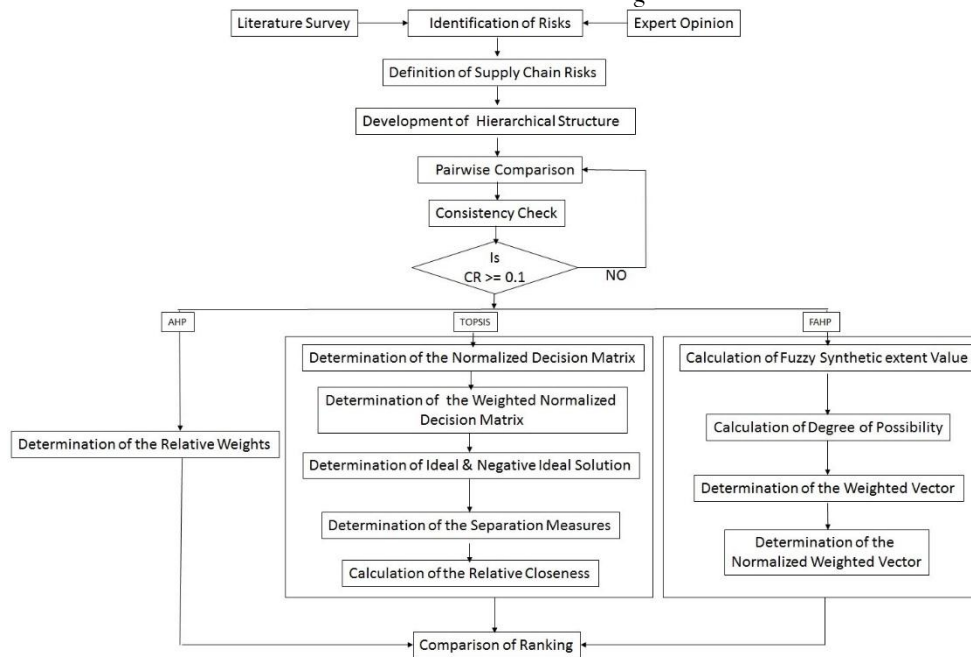 Literature Survey
Identification of Risks
Expert Opinion
Definition of Supply Chain Risks
Development of Hierarchical Structure
Pairwise Comparison
Consistency Check
Is
CR >= 0.1
NO
AHP
TOPSIS
FAHP
Determination of the Relative Weights
Determination of the Normalized Decision Matrix
Determination of the Weighted Normalized
Decision Matrix
Determination of Ideal & Negative Ideal Solution
Determination of the Separation Measures
Calculation of the Relative Closeness
Calculation of Fuzzy Synthetic extent Value
Calculation of Degree of Possibility
Determination of the Weighted Vector
Determination of the
Normalized Weighted Vector
Comparison of Ranking